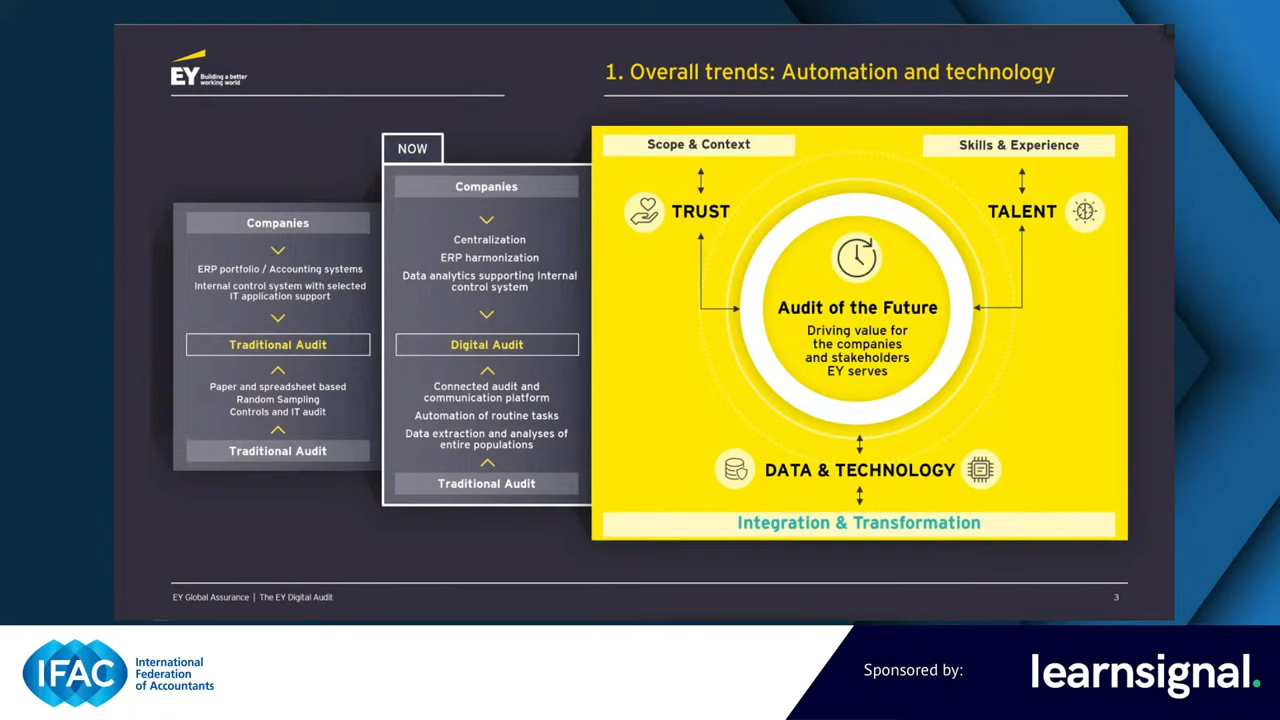 EY
Building a better
working world
1. Overall trends: Automation and technology
Companies
ERP portfolio / Accounting systems
Internal control system with selected
IT application support
Traditional Audit
Paper and spreadsheet based
Random Sampling
Controls and IT audit
Traditional Audit
NOW
Companies
Centralization
ERP harmonization
Data analytics supporting Internal
control system
Digital Audit
Connected audit and
communication platform
Automation of routine tasks
Data extraction and analyses of
entire populations
Traditional Audit
Scope & Context
Skills & Experience
TRUST
TALENT
Audit of the Future
Driving value for
the companies
and stakeholders
EY serves
DATA & TECHNOLOGY
Integration & Transformation
EY Global Assurance | The EY Digital Audit
3
IFAC
International
Federation
of Accountants
Sponsored by:
learnsignal.